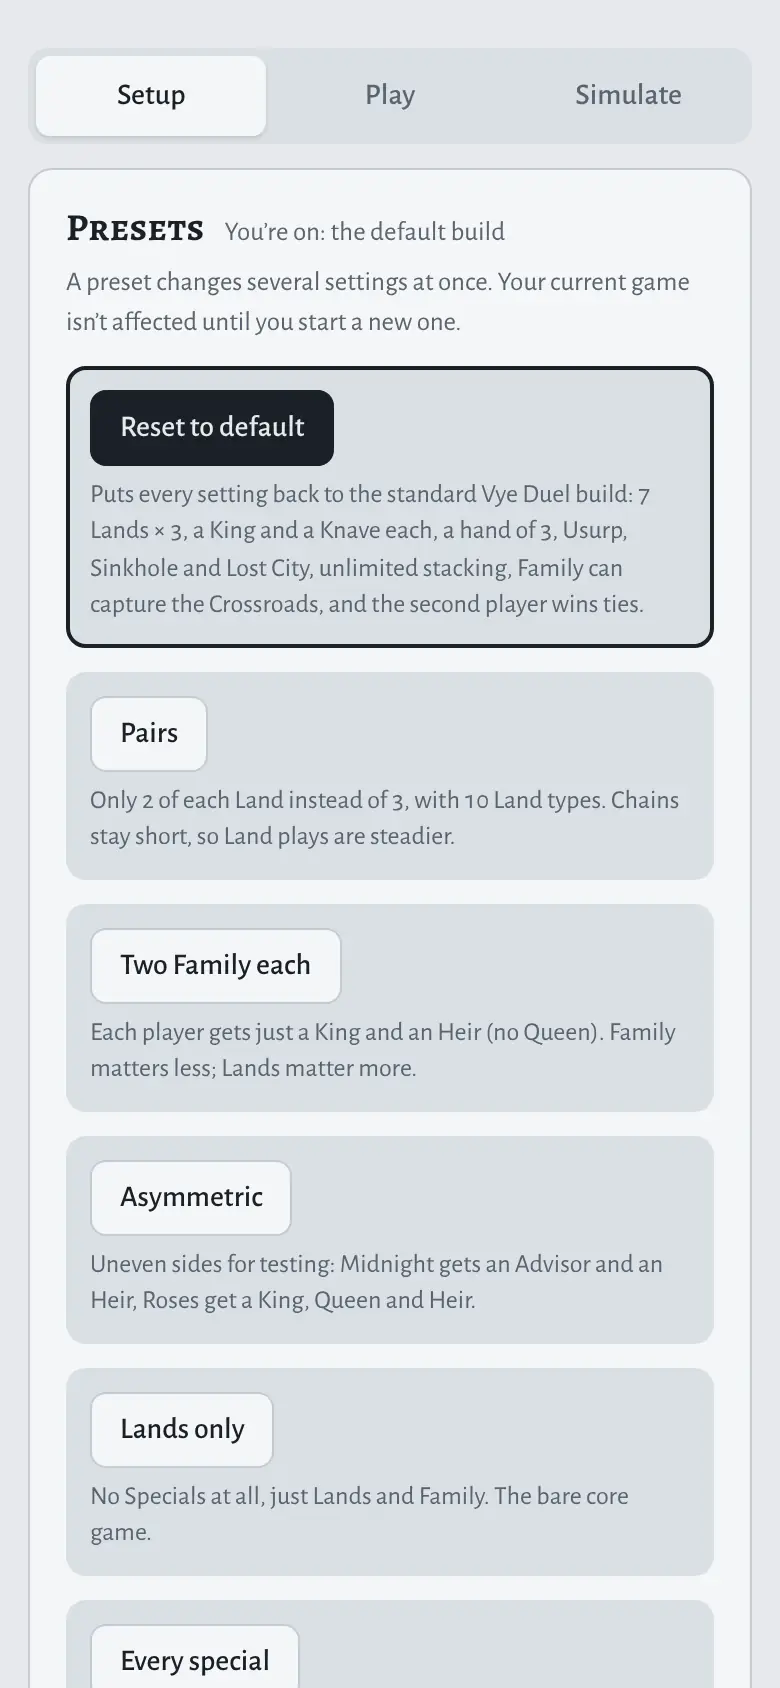 Setup Play Simulate
Presets You’re on: the default build
A preset changes several settings at once. Your current game
isn’t affected until you start a new one.
Reset to default
Puts every setting back to the standard Vye Duel build: 7
Lands × 3, a King and a Knave each, a hand of 3, Usurp,
Sinkhole and Lost City, unlimited stacking, Family can
capture the Crossroads, and the second player wins ties.
Pairs
Only 2 of each Land instead of 3, with 10 Land types. Chains
stay short, so Land plays are steadier.
Two Family each
Each player gets just a King and an Heir (no Queen). Family
matters less; Lands matter more.
Asymmetric
Uneven sides for testing: Midnight gets an Advisor and an
Heir, Roses get a King, Queen and Heir.
Lands only
No Specials at all, just Lands and Family. The bare core
game.
Every special